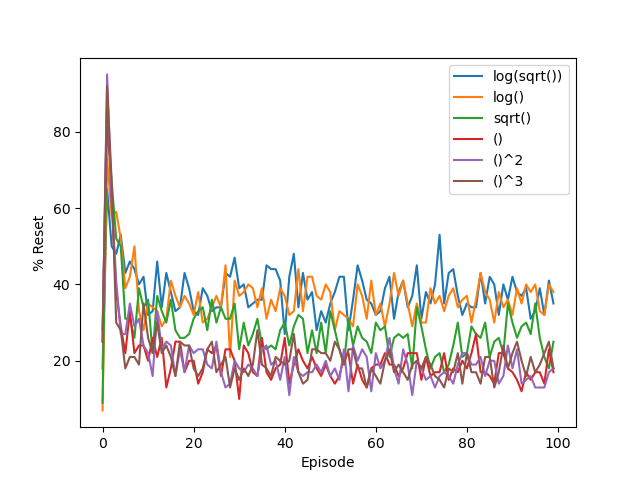 log(sqrt())
log()
sqrt()
()
()^2
()^3
80
60
40
20
% Reset
0 20 40 60 80 100
Episode